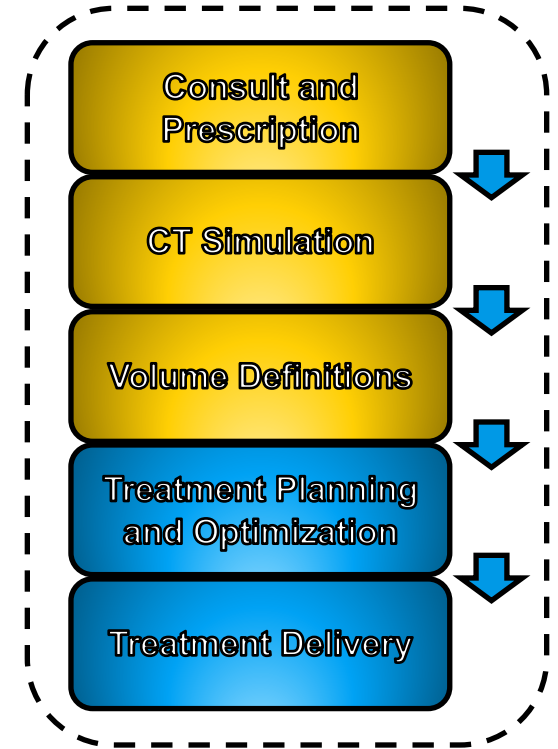 Consult and
Prescription
CT Simulation
Volume Definitions
Treatment Planning
and Optimization
Treatment Delivery